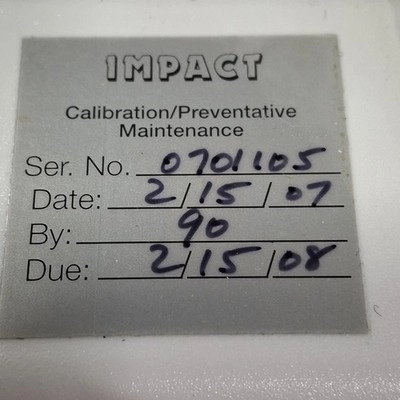 IMPACT
Calibration/Preventative
Maintenance
Ser. No. 0701105
Date: 2/15/07
By: 90
Due: 2/15/08